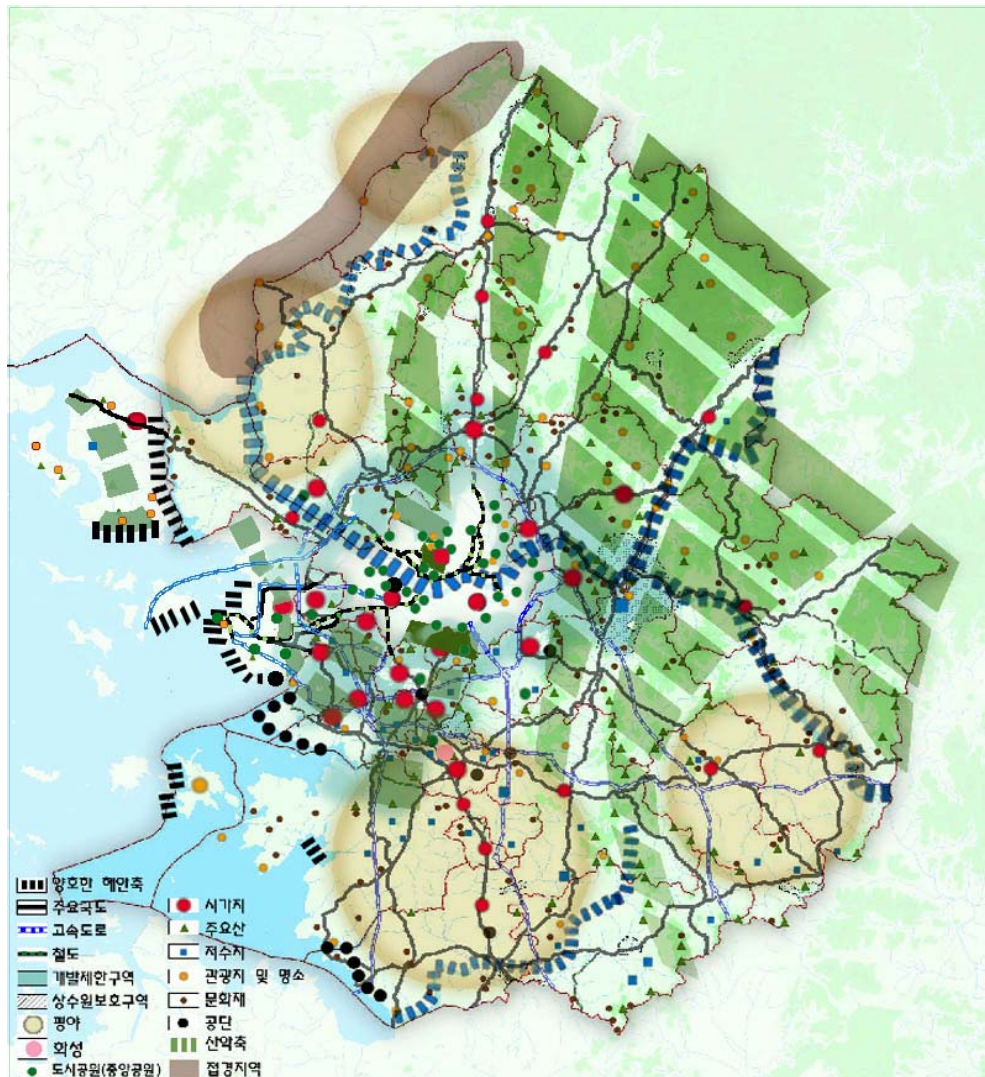 양호한 해안축
주요국도
고속도로
철도
개발제한구역
상수원보호구역
평야
화성
도시공원(중앙공원)
시가지
주요산
저수지
관광지 및 명소
문화재
공단
산악축
접경지역